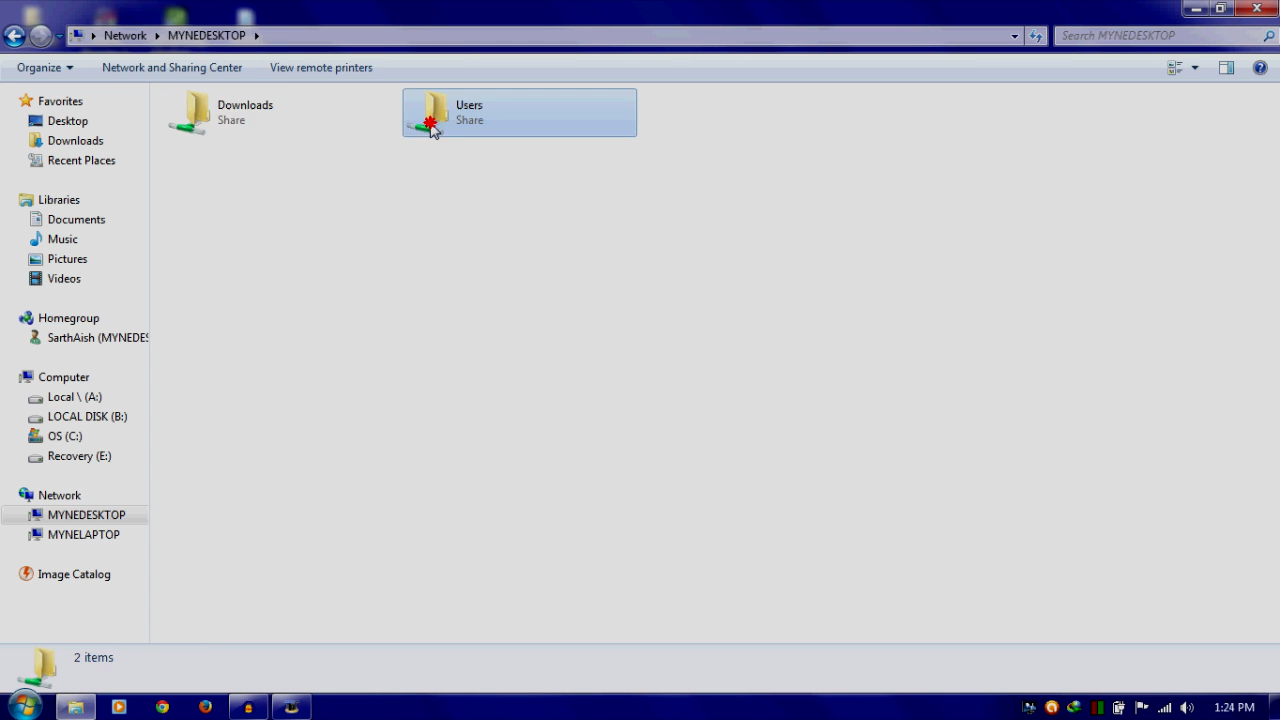 Network MYNEDESKTOP
Search MYNEDESKTOP
Organize Network and Sharing Center View remote printers
Favorites
Desktop
Downloads
Recent Places
Libraries
Documents
Music
Pictures
Videos
Homegroup
SarthAish (MYNEDES
Computer
Local \ (A:)
LOCAL DISK (B:)
OS (C:)
Recovery (E:)
Network
MYNEDESKTOP
MYNELAPTOP
Image Catalog
Downloads
Share
Users
Share
2 items
1:24 PM